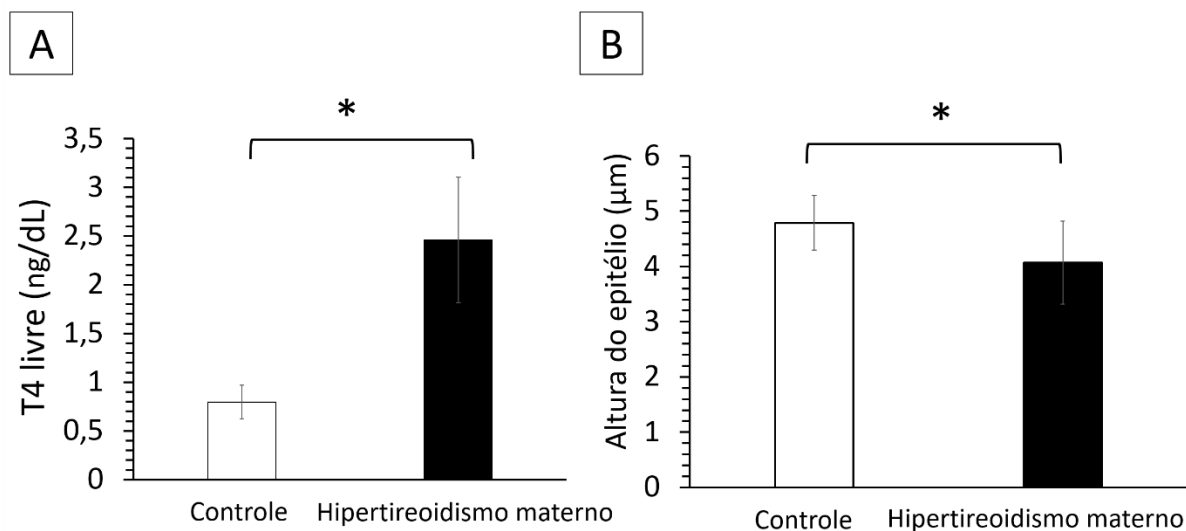 A
*
T4 livre (ng/dL)
3,5
3
2,5
2
1,5
1
0,5
0
Controle
Hipertireoidismo materno
B
*
Altura do epitélio (µm)
6
5
4
3
2
1
0
Controle
Hipertireoidismo materno